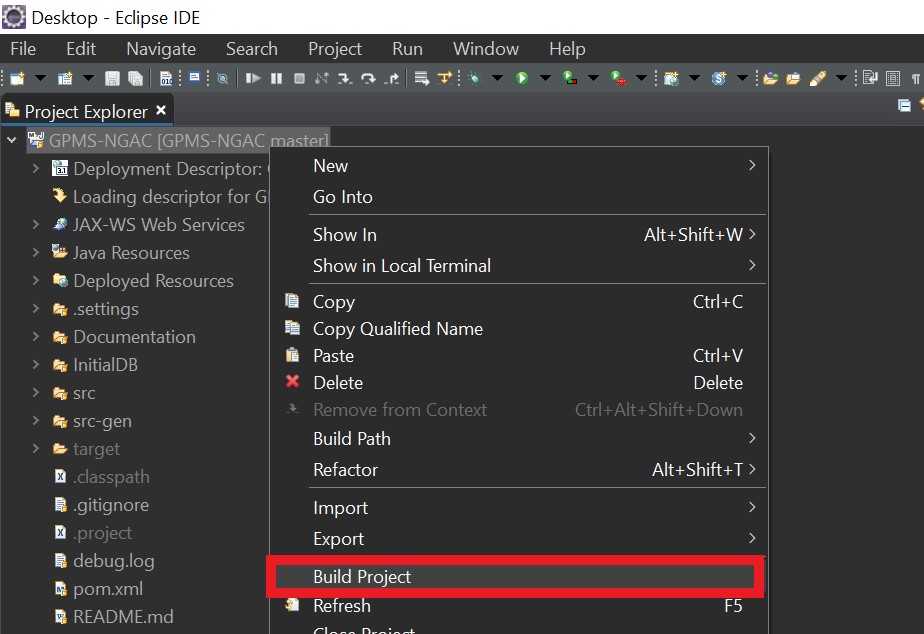 Desktop - Eclipse IDE
File Edit Navigate Search Project Run Window Help
Project Explorer
GPMS-NGAC [GPMS-NGAC master]
Deployment Descriptor:
Loading descriptor for
JAX-WS Web Services
Java Resources
Deployed Resources
.settings
Documentation
InitialDB
src
src-gen
target
.classpath
.gitignore
.project
debug.log
pom.xml
README.md
New
Go Into
Show In Alt+Shift+W
Show in Local Terminal
Copy Ctrl+C
Copy Qualified Name
Paste Ctrl+V
Delete Delete
Remove from Context Ctrl+Alt+Shift+Down
Build Path
Refactor Alt+Shift+T
Import
Export
Build Project
Refresh F5
Close Project